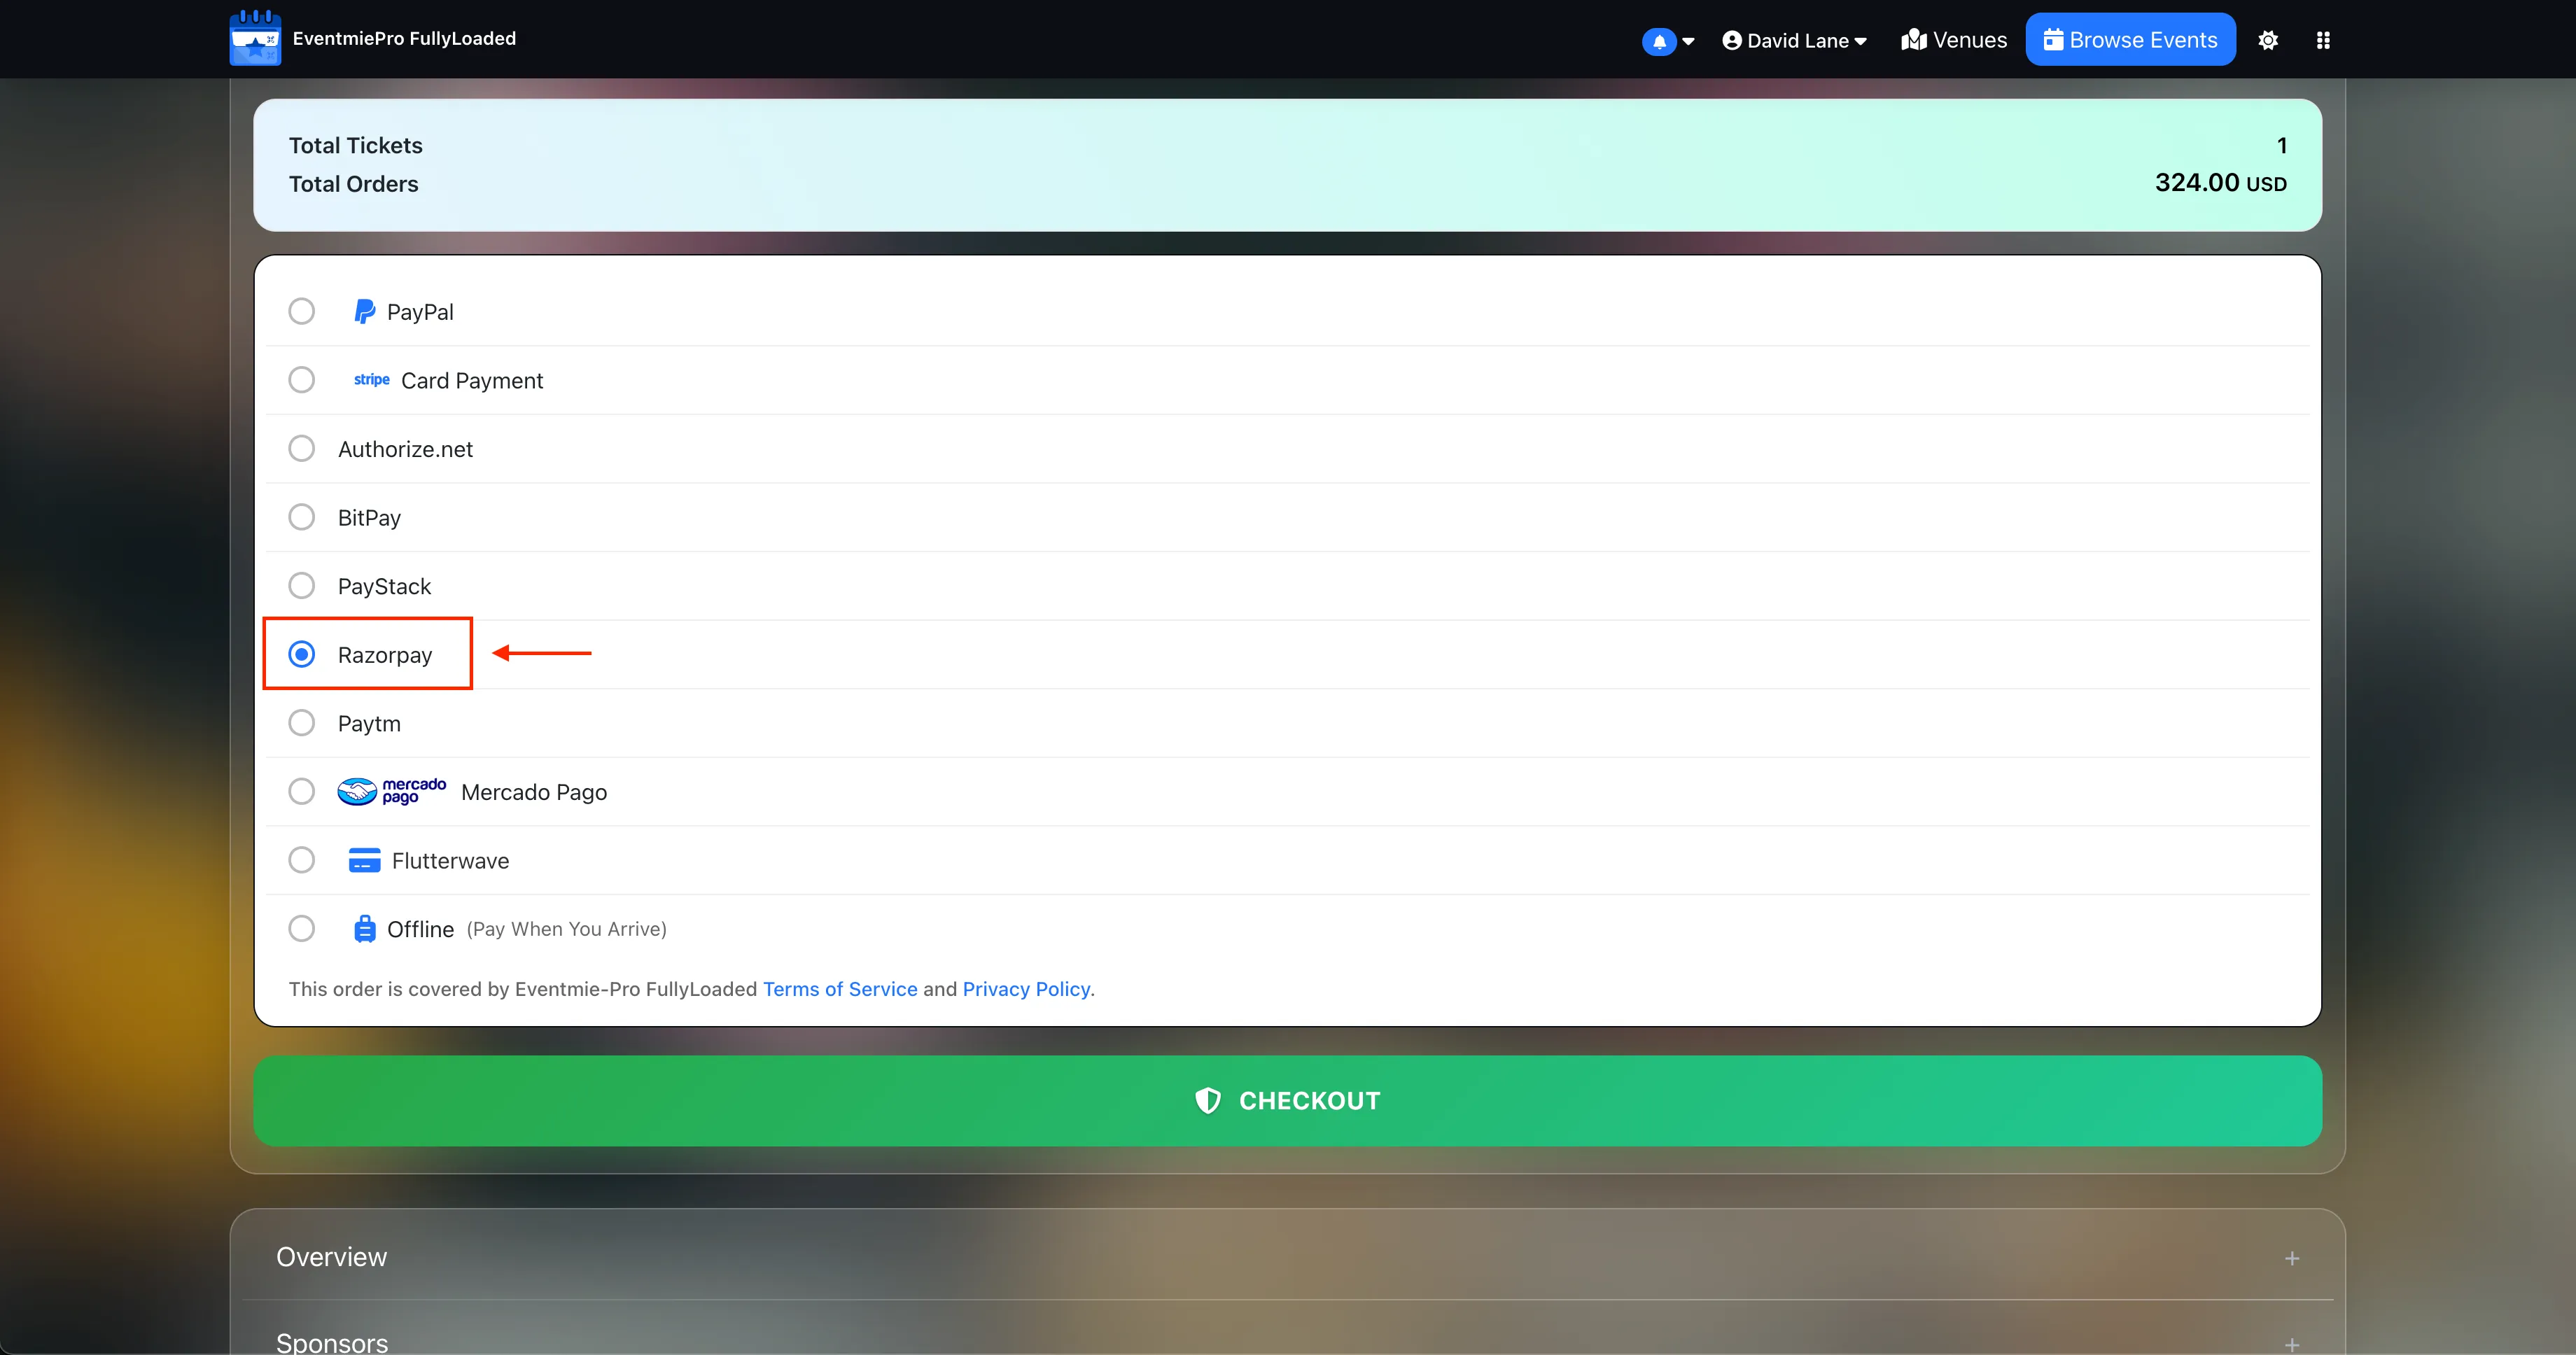 EventmiePro FullyLoaded
David Lane
Venues
Browse Events
Total Tickets 1
Total Orders 324.00 USD
PayPal
stripe Card Payment
Authorize.net
BitPay
PayStack
Razorpay
Paytm
mercado pago Mercado Pago
Flutterwave
Offline (Pay When You Arrive)
This order is covered by Eventmie-Pro FullyLoaded Terms of Service and Privacy Policy.
CHECKOUT
Overview +
Sponsors +